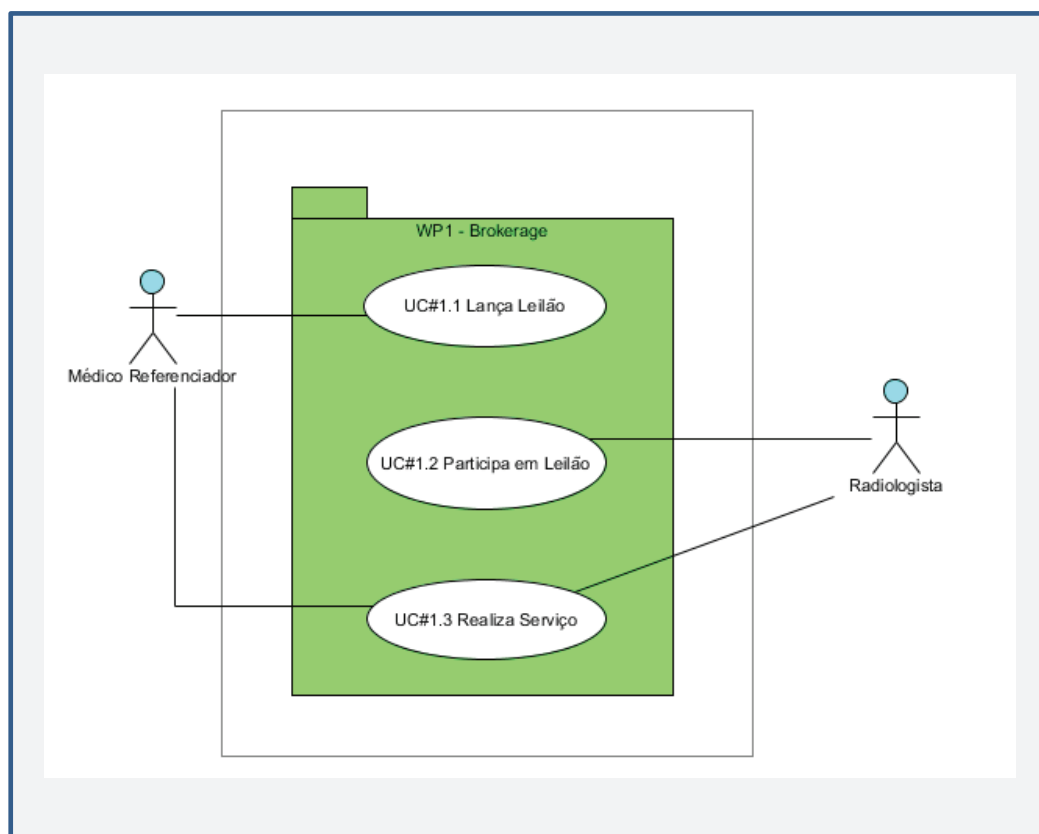 WP1 - Brokerage
UC#1.1 Lança Leilão
Médico Referenciador
UC#1.2 Participa em Leilão
Radiologista
UC#1.3 Realiza Serviço